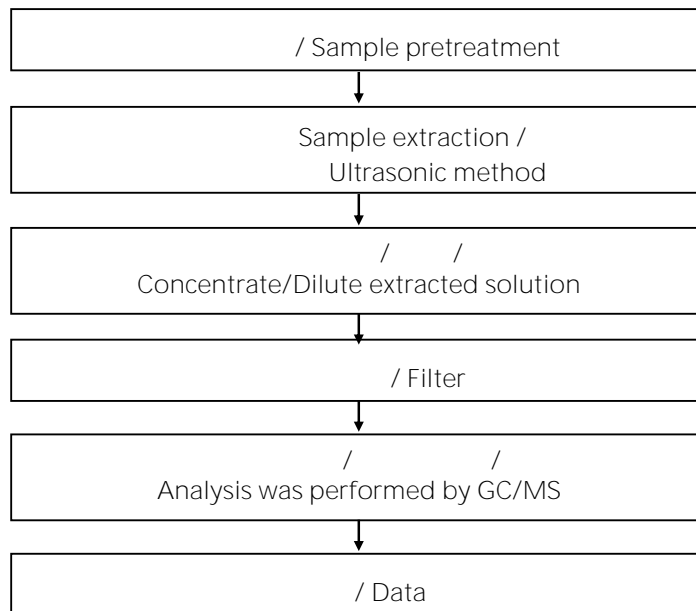 / Sample pretreatment
Sample extraction /
Ultrasonic method
/ /
Concentrate/Dilute extracted solution
/ Filter
/ /
Analysis was performed by GC/MS
/ Data